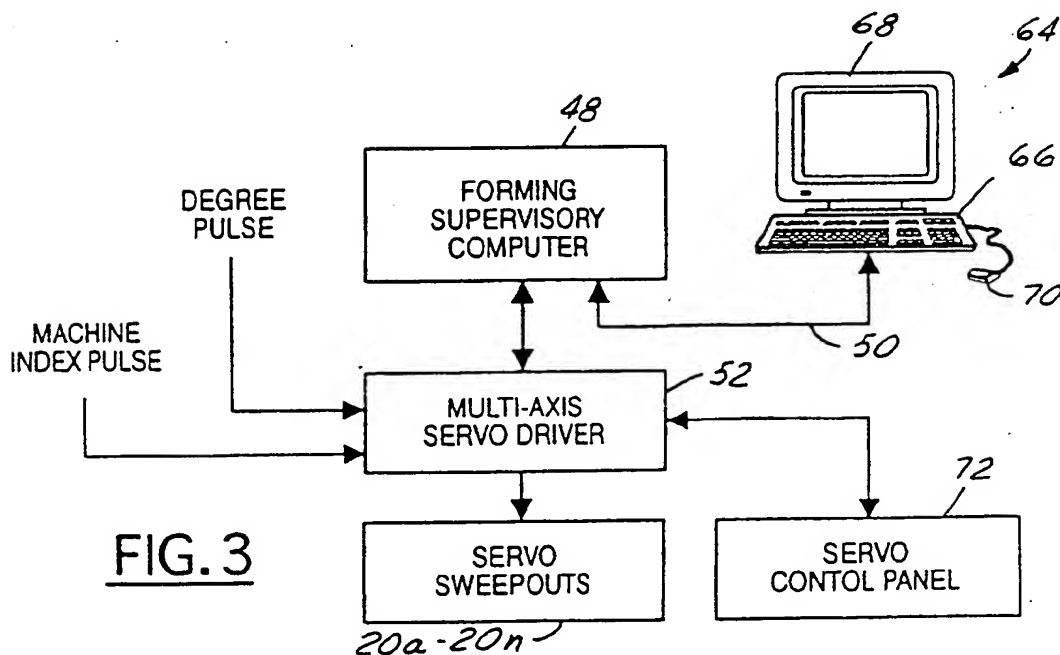 68
64
48
66
FORMING
SUPERVISORY
COMPUTER
DEGREE
PULSE
70
50
MACHINE
INDEX PULSE
52
MULTI-AXIS
SERVO DRIVER
72
FIG. 3
SERVO
SWEEPOUTS
SERVO
CONTOL PANEL
20a-20n